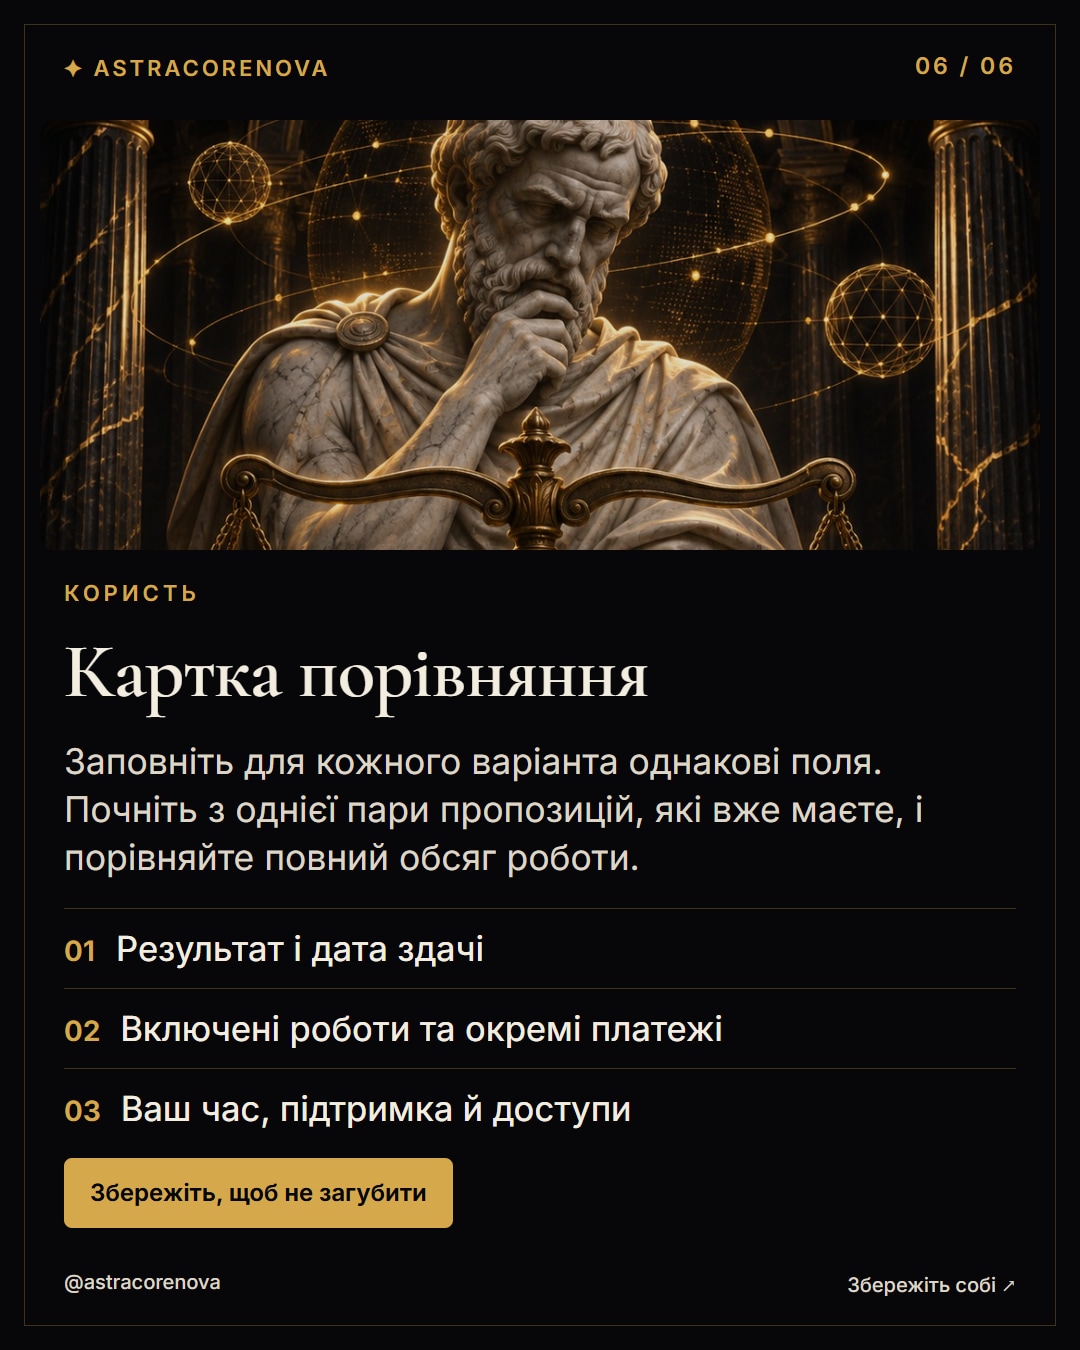 ✦ ASTRACORENOVA
06 / 06
КОРИСТЬ
Картка порівняння
Заповніть для кожного варіанта однакові поля.
Почніть з однієї пари пропозицій, які вже маєте, і
порівняйте повний обсяг роботи.
01 Результат і дата здачі
02 Включені роботи та окремі платежі
03 Ваш час, підтримка й доступи
Збережіть, щоб не загубити
@astracorenova
Збережіть собі ↗